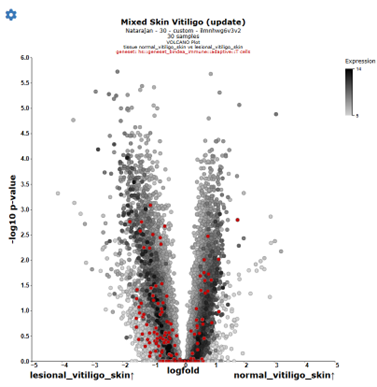 Mixed Skin Vitiligo (update)
Natarajan - 30 - custom - 8mnltwg6v3v2
30 samples
VOLCANO Plot
tissue normal_vitiligo_skin vs lesional_vitiligo_skin
Expression
14
6.0
5.5
5.0
4.5
4.0
3.5
3.0
2.5
2.0
1.5
1.0
0.5
0.0
-log10 p-value
-5
-4
-3
-2
-1
0
1
2
3
4
5
logfold
lesional_vitiligo_skin↑
normal_vitiligo_skin↑